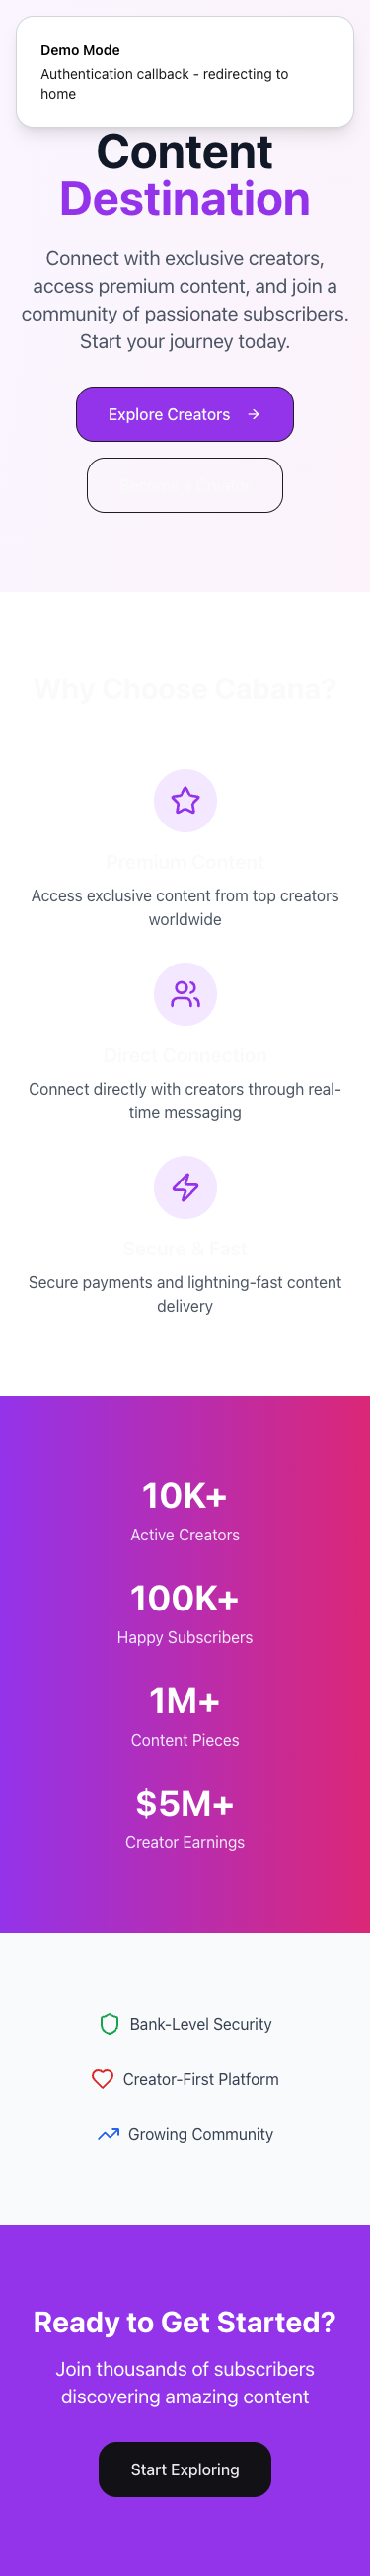 Demo Mode
Authentication callback - redirecting to
home
Content
Destination
Connect with exclusive creators,
access premium content, and join a
community of passionate subscribers.
Start your journey today.
Explore Creators
Why Choose Cabana?
Premium Content
Access exclusive content from top creators
worldwide
Direct Connection
Connect directly with creators through real-
time messaging
Secure & Fast
Secure payments and lightning-fast content
delivery
10K+
Active Creators
100K+
Happy Subscribers
1M+
Content Pieces
$5M+
Creator Earnings
Bank-Level Security
Creator-First Platform
Growing Community
Ready to Get Started?
Join thousands of subscribers
discovering amazing content
Start Exploring